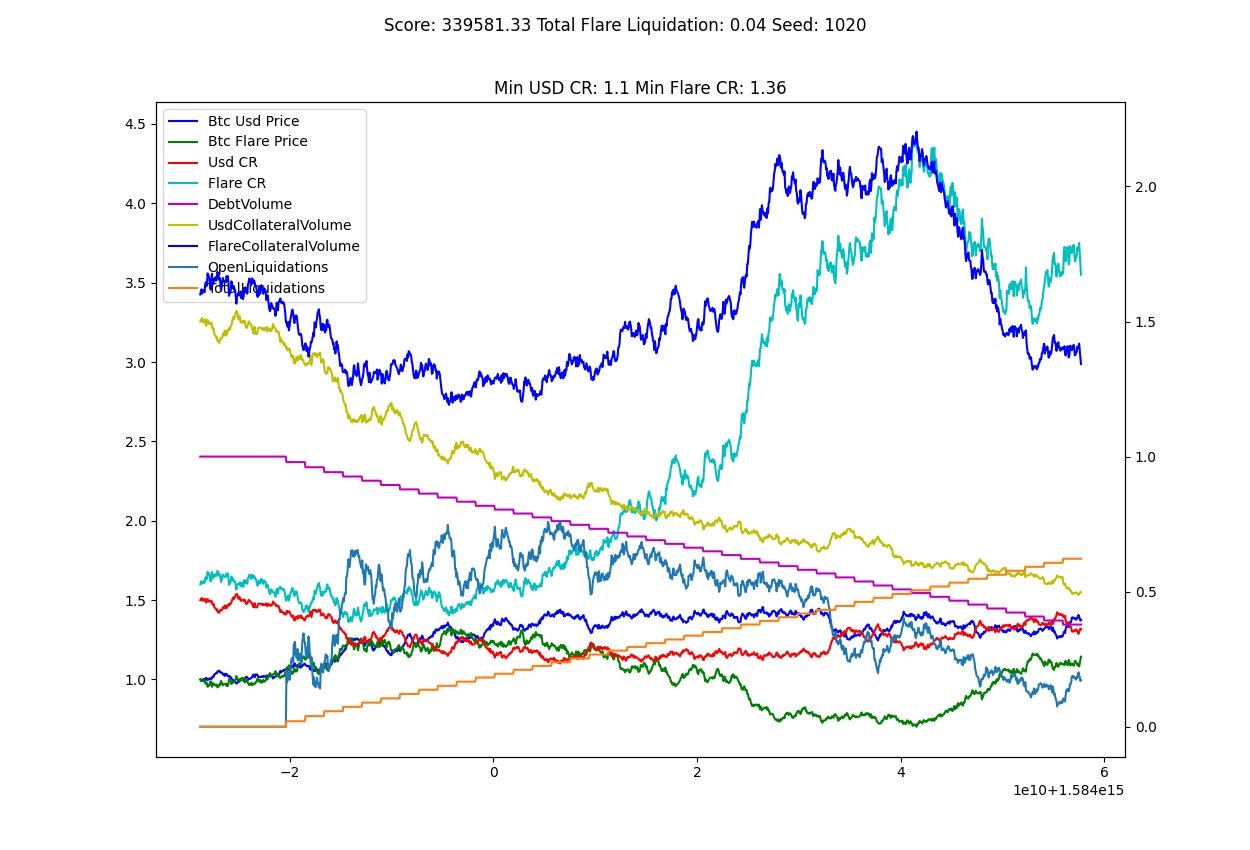 Score: 339581.33 Total Flare Liquidation: 0.04 Seed: 1020
Min USD CR: 1.1 Min Flare CR: 1.36
Btc Usd Price
Btc Flare Price
Usd CR
Flare CR
DebtVolume
UsdCollateralVolume
FlareCollateralVolume
OpenLiquidations
TotalLiquidations
4.5
4.0
3.5
3.0
2.5
2.0
1.5
1.0
2.0
1.5
1.0
0.5
0.0
−2
0
2
4
6
1e10+1.584e15